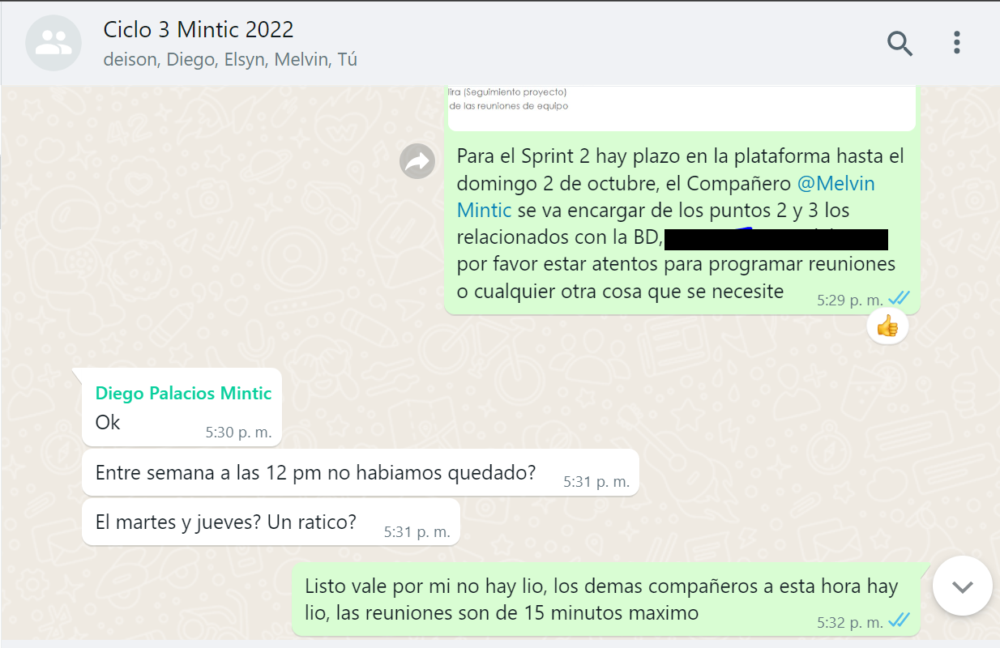 Ciclo 3 Mintic 2022
deison, Diego, Elsyn, Melvin, Tú
(Seguimiento proyecto)
de las reuniones de equipo
Para el Sprint 2 hay plazo en la plataforma hasta el
domingo 2 de octubre, el Compañero @Melvin
Mintic se va encargar de los puntos 2 y 3 los
relacionados con la BD,
por favor estar atentos para programar reuniones
o cualquier otra cosa que se necesite
5:29 p. m.
Diego Palacios Mintic
Ok
5:30 p. m.
Entre semana a las 12 pm no habiamos quedado?
5:31 p. m.
El martes y jueves? Un ratico?
5:31 p. m.
Listo vale por mi no hay lio, los demas compañeros a esta hora hay
lio, las reuniones son de 15 minutos maximo
5:32 p. m.